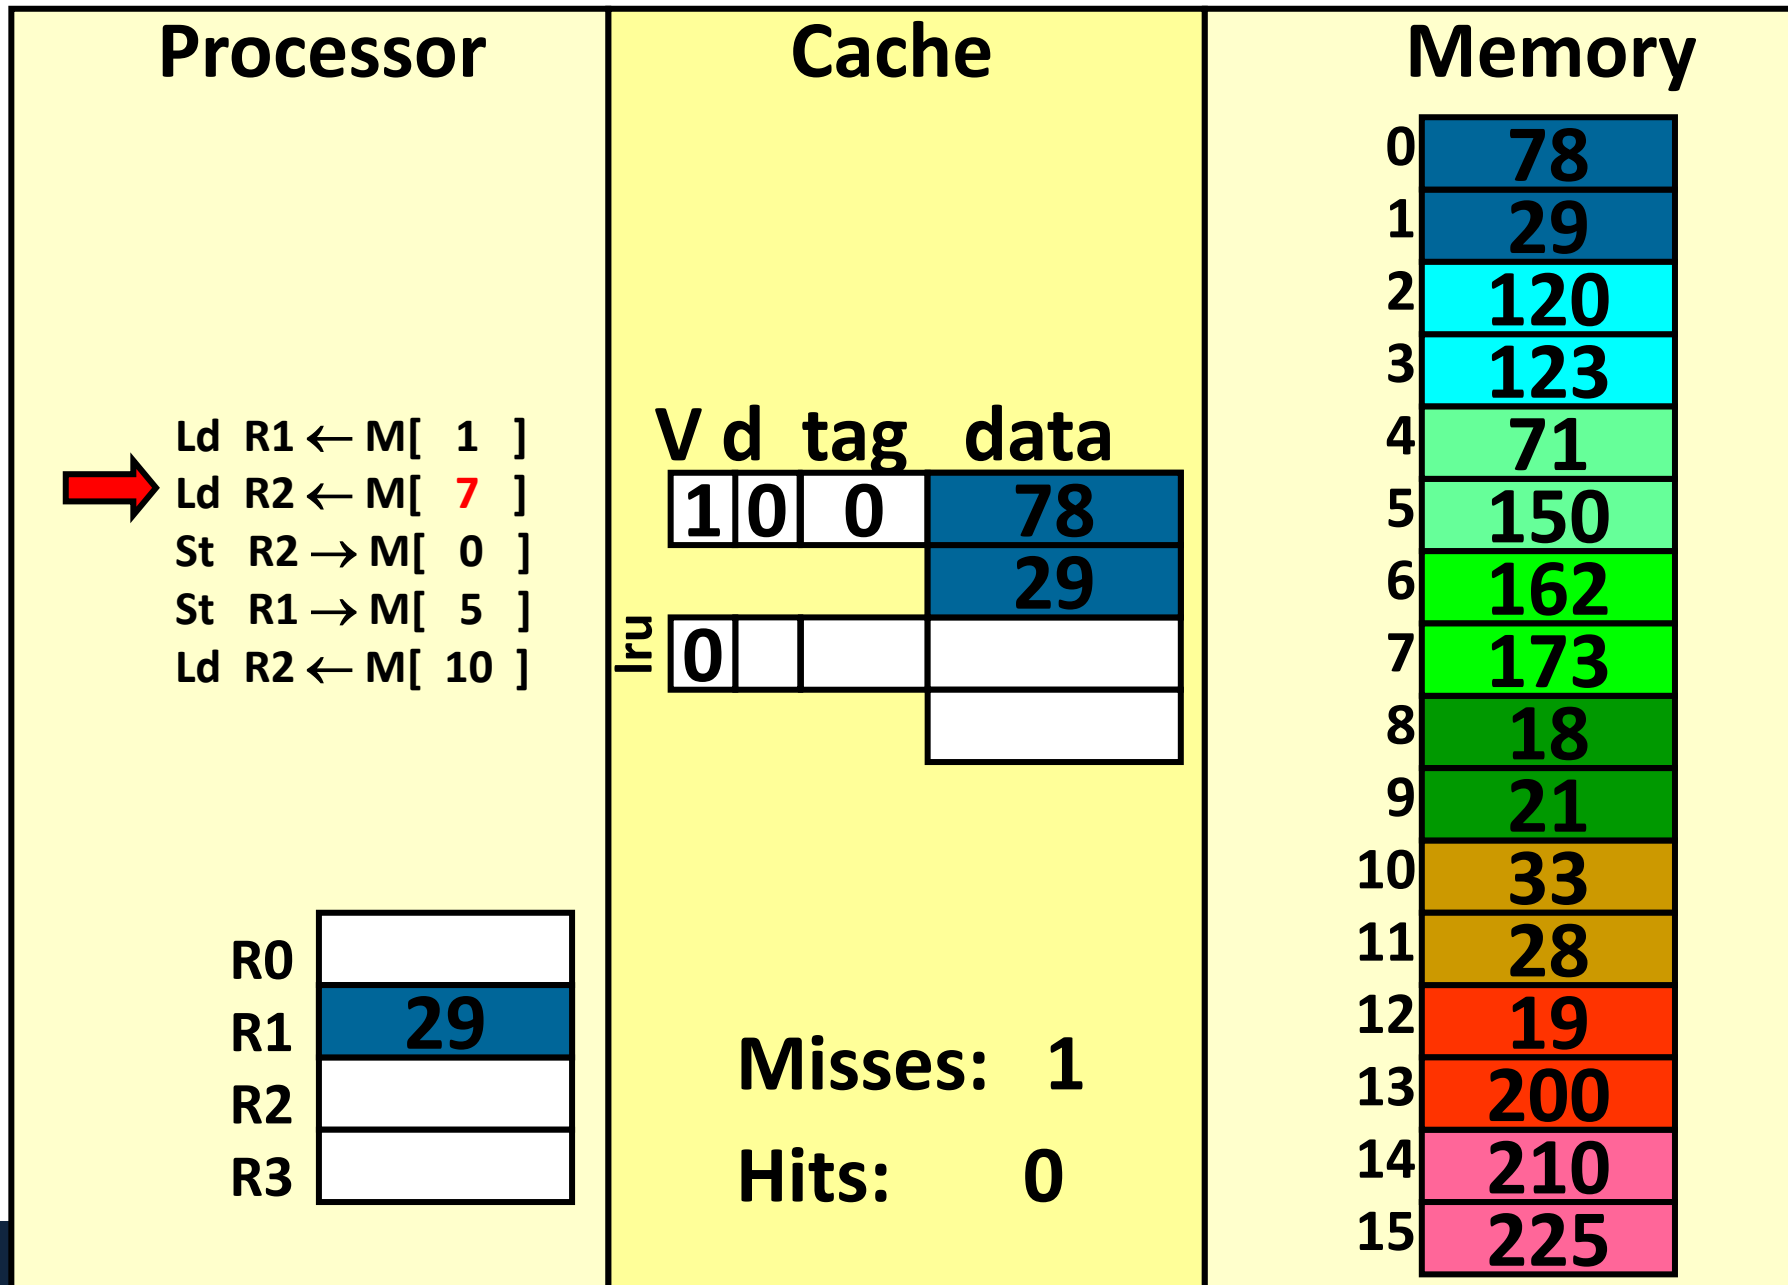 Processor
Ld R1 ← M[ 1 ]
Ld R2 ← M[ 7 ]
St R2 → M[ 0 ]
St R1 → M[ 5 ]
Ld R2 ← M[ 10 ]
R0
R1 29
R2
R3
Cache
V d tag data
1 0 0 78
29
lru
0
Misses: 1
Hits: 0
Memory
0 78
1 29
2 120
3 123
4 71
5 150
6 162
7 173
8 18
9 21
10 33
11 28
12 19
13 200
14 210
15 225